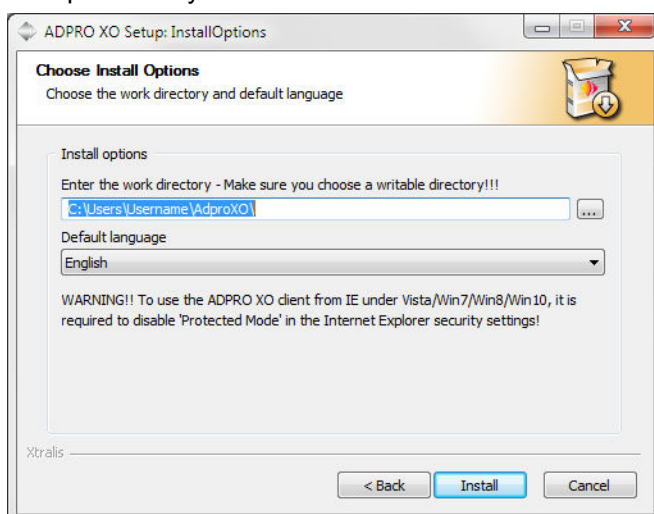 ADPRO XO Setup: InstallOptions
Choose Install Options
Choose the work directory and default language
Install options
Enter the work directory - Make sure you choose a writable directory!!!
C:\Users\Username\AdproXO\
...
Default language
English
WARNING!! To use the ADPRO XO client from IE under Vista/Win7/Win8/Win10, it is
required to disable 'Protected Mode' in the Internet Explorer security settings!
Xtralis
< Back
Install
Cancel